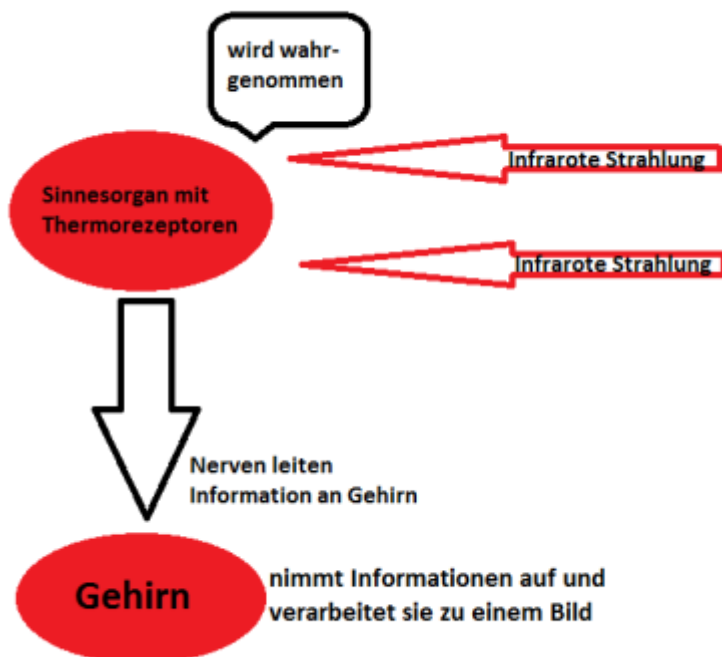 wird wahr-
genommen
Infrarote Strahlung
Sinnesorgan mit
Thermorezeptoren
Infrarote Strahlung
Nerven leiten
Information an Gehirn
Gehirn
nimmt Informationen auf und
verarbeitet sie zu einem Bild